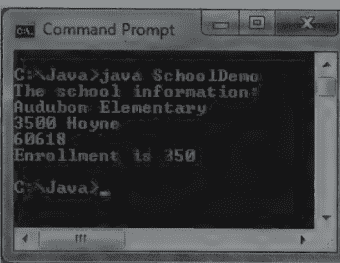 Command Prompt
C:\Java>java SchoolDemo
The school information:
Audubon Elementary
3500 Hoyne
60618
Enrollment is 350
C:\Java>_